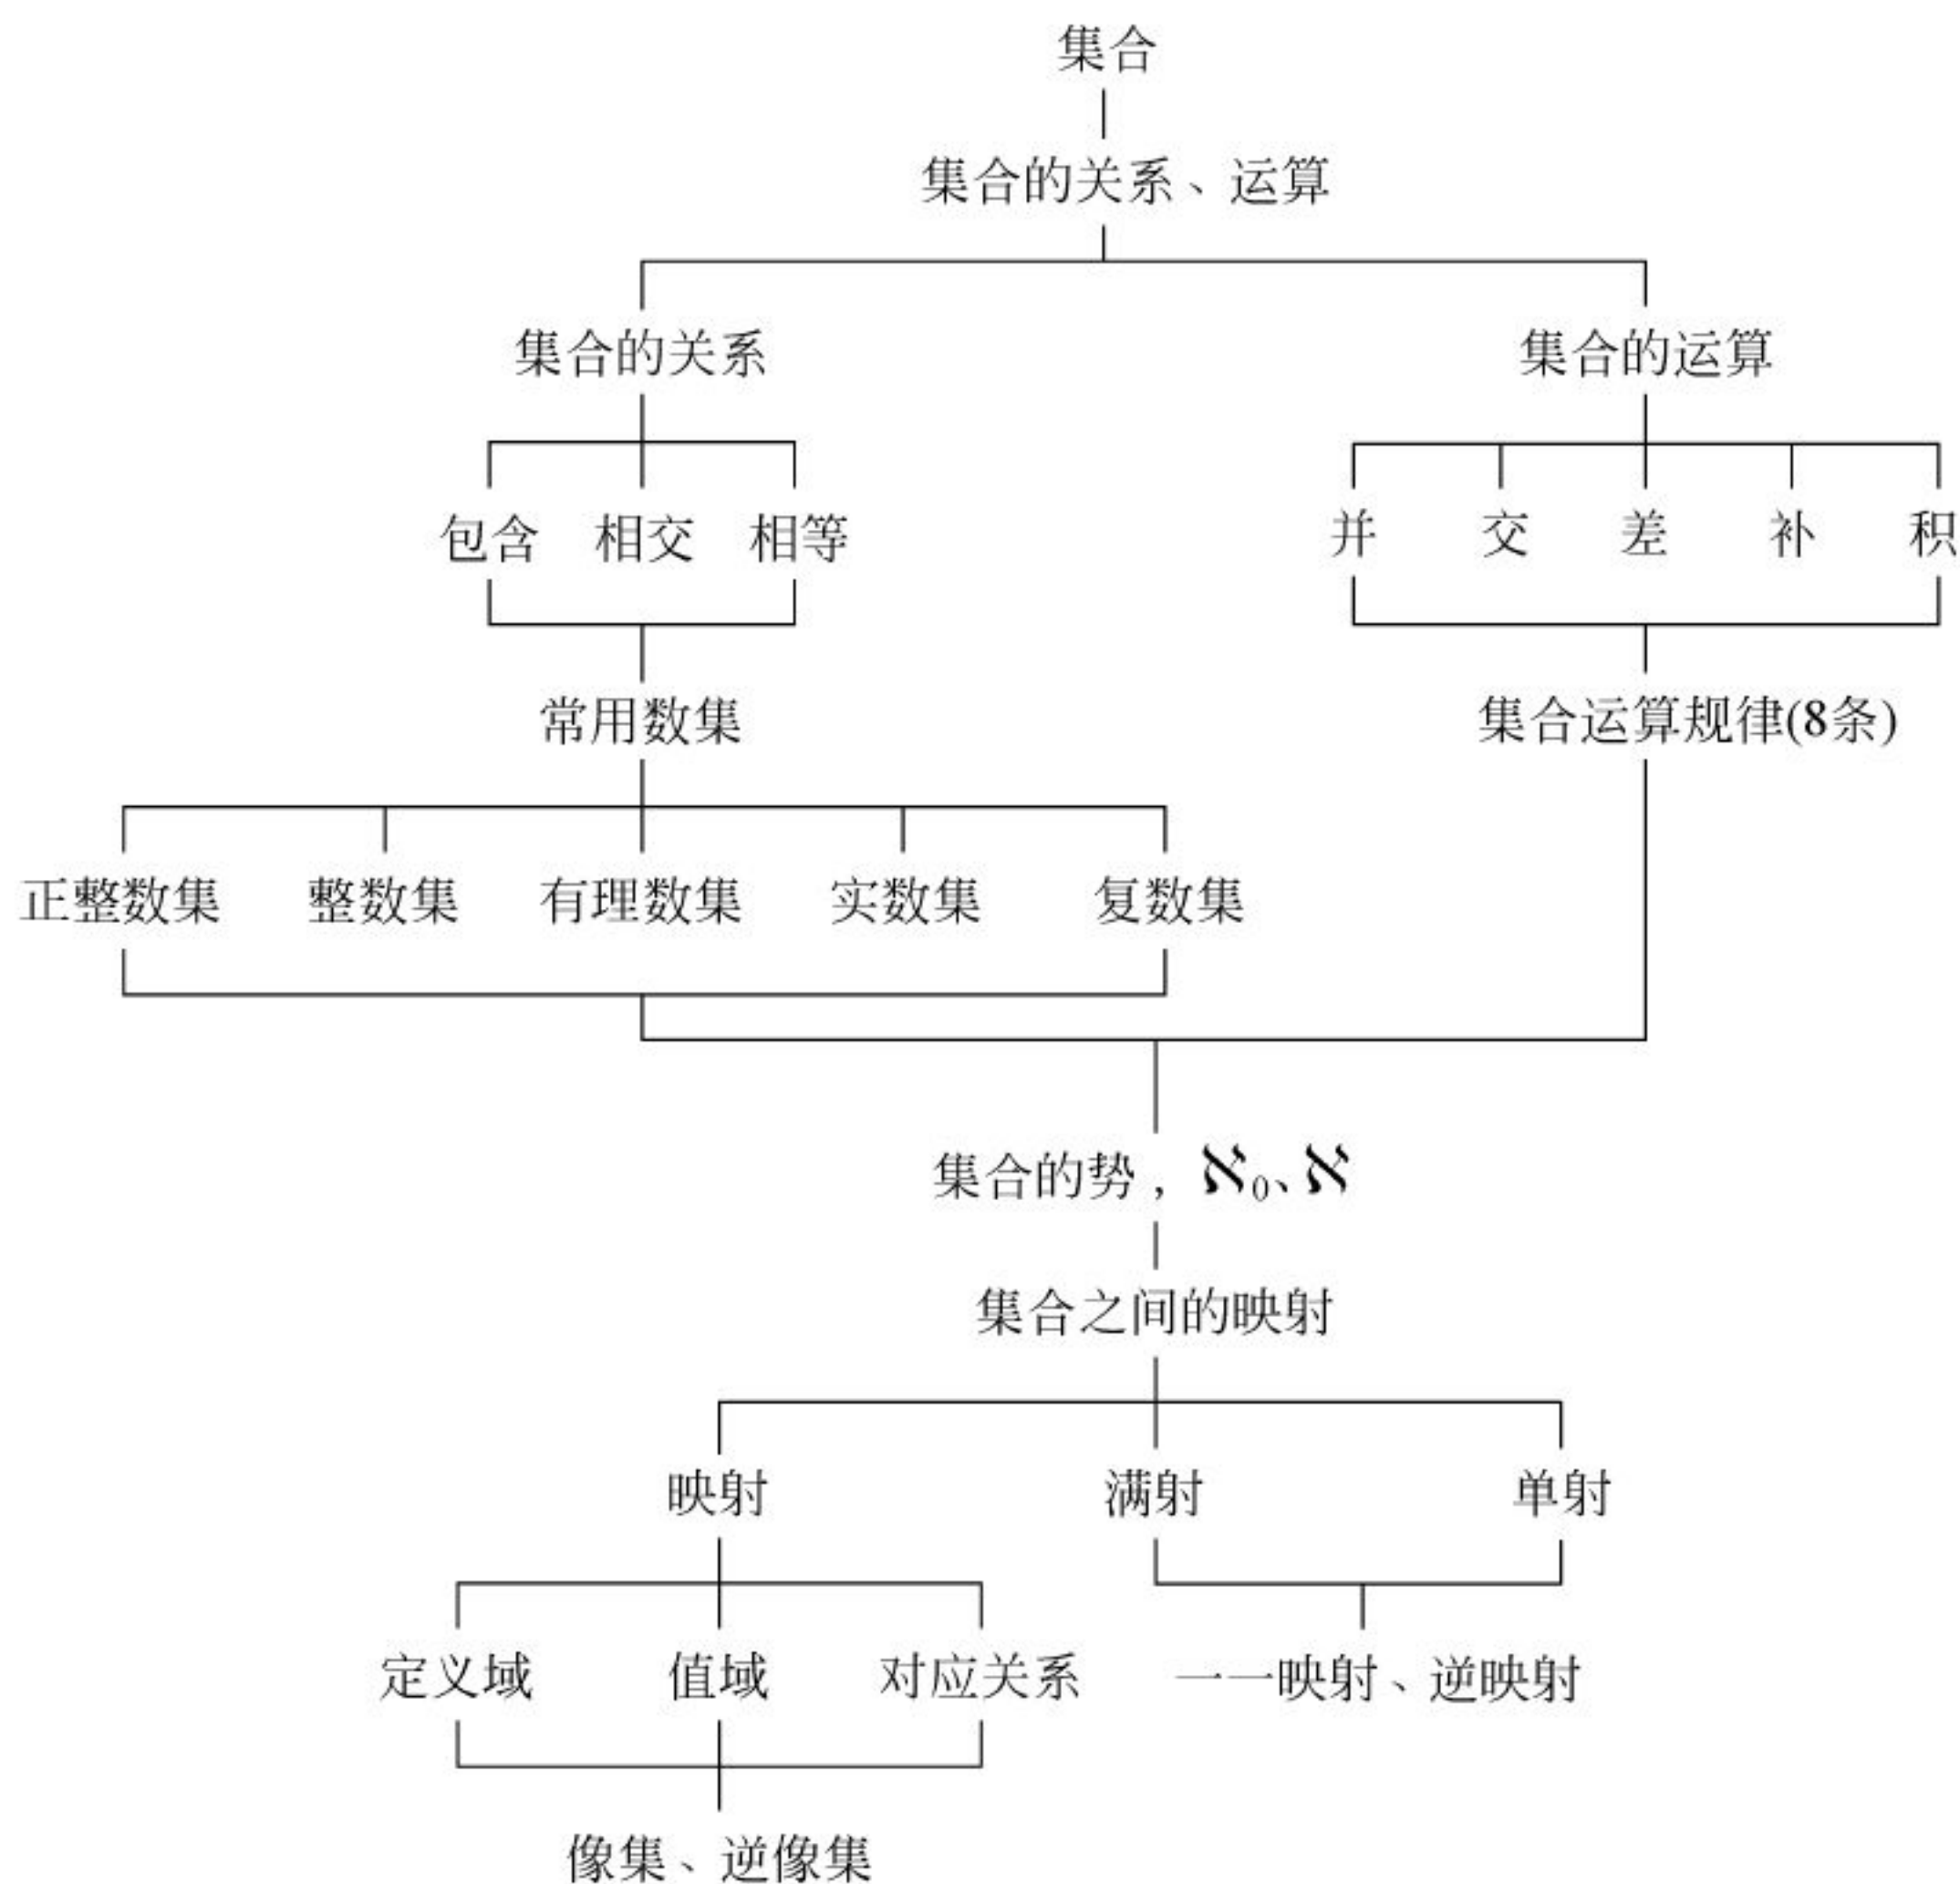 集合
集合的关系、运算
集合的关系 集合的运算
包含 相交 相等 并 交 差 补 积
常用数集 集合运算规律(8条)
正整数集 整数集 有理数集 实数集 复数集
集合的势，ℵ₀、ℵ
集合之间的映射
映射 满射 单射
定义域 值域 对应关系 一一映射、逆映射
像集、逆像集